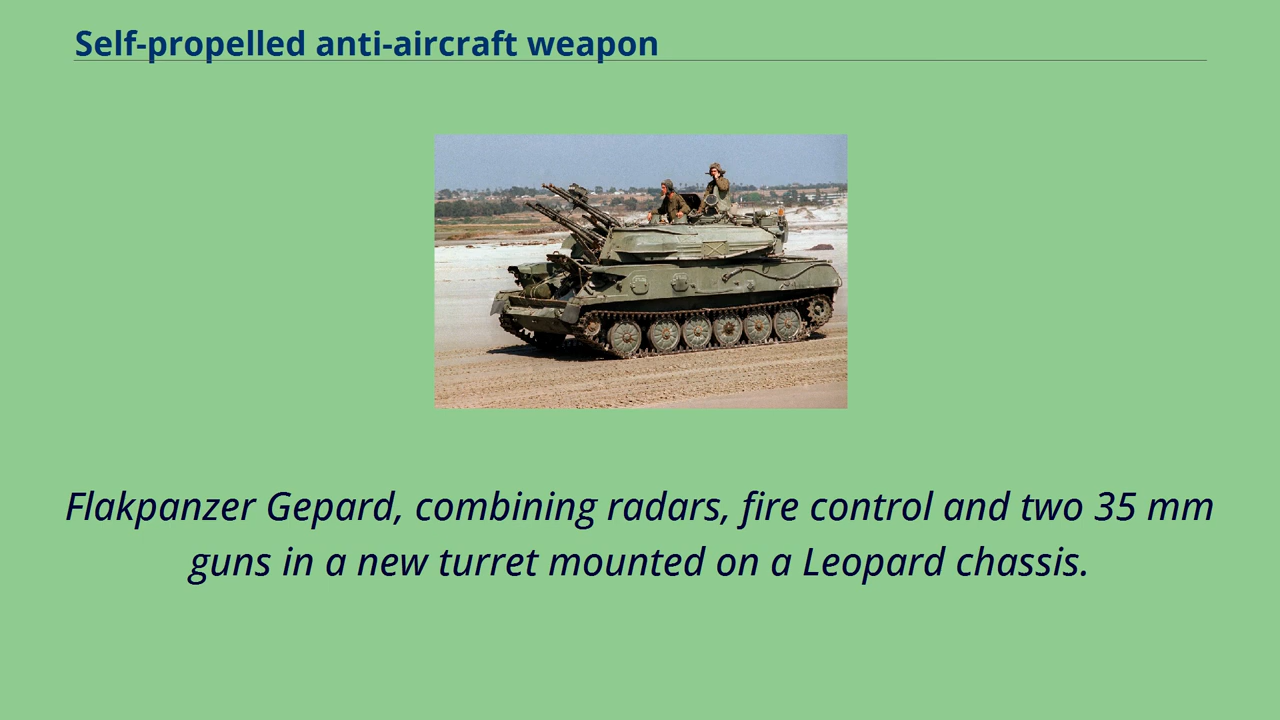 Self-propelled anti-aircraft weapon
Flakpanzer Gepard, combining radars, fire control and two 35 mm
guns in a new turret mounted on a Leopard chassis.